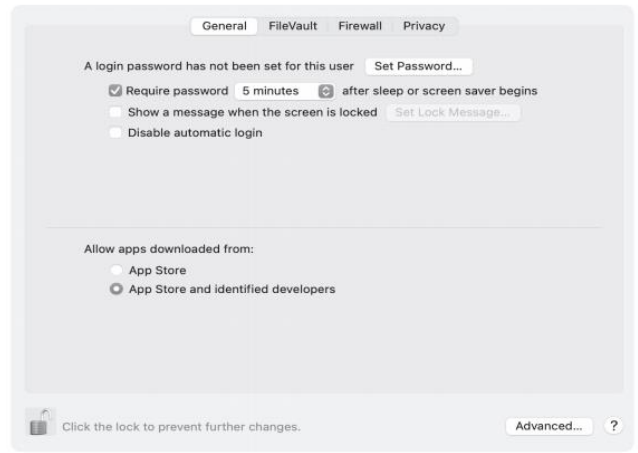 General FileVault Firewall Privacy
A login password has not been set for this user Set Password...
Require password 5 minutes after sleep or screen saver begins
Show a message when the screen is locked Set Lock Message...
Disable automatic login
Allow apps downloaded from:
App Store
App Store and identified developers
Click the lock to prevent further changes. Advanced... ?